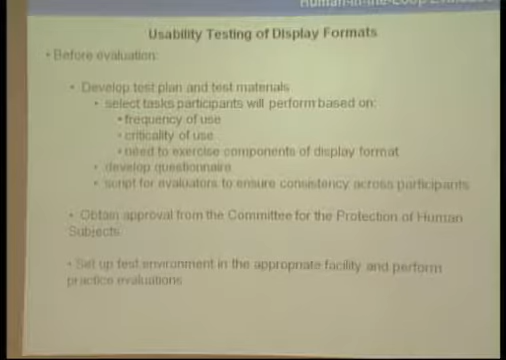 Human-in-the-Loop
Usability Testing of Display Formats
• Before evaluation:
• Develop test plan and test materials
• select tasks participants will perform based on:
• frequency of use
• criticality of use
• need to exercise components of display format
• develop questionnaire
• script for evaluators to ensure consistency across participants
• Obtain approval from the Committee for the Protection of Human
Subjects
• Set up test environment in the appropriate facility and perform
practice evaluations